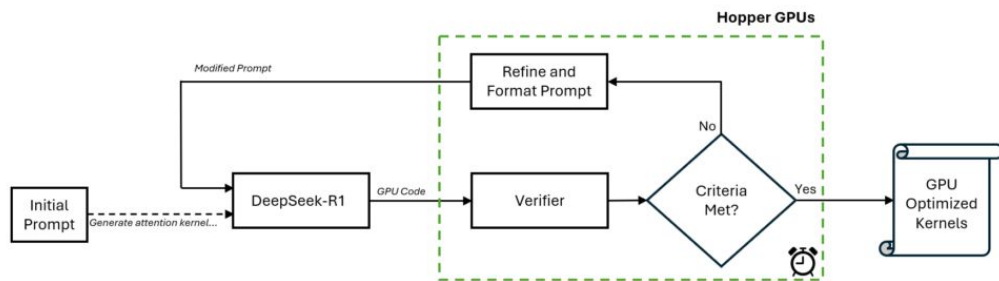 Hopper GPUs
Modified Prompt
Refine and
Format Prompt
No
Initial
Prompt
Generate attention kernel...
DeepSeek-R1
GPU Code
Verifier
Criteria
Met?
Yes
GPU
Optimized
Kernels